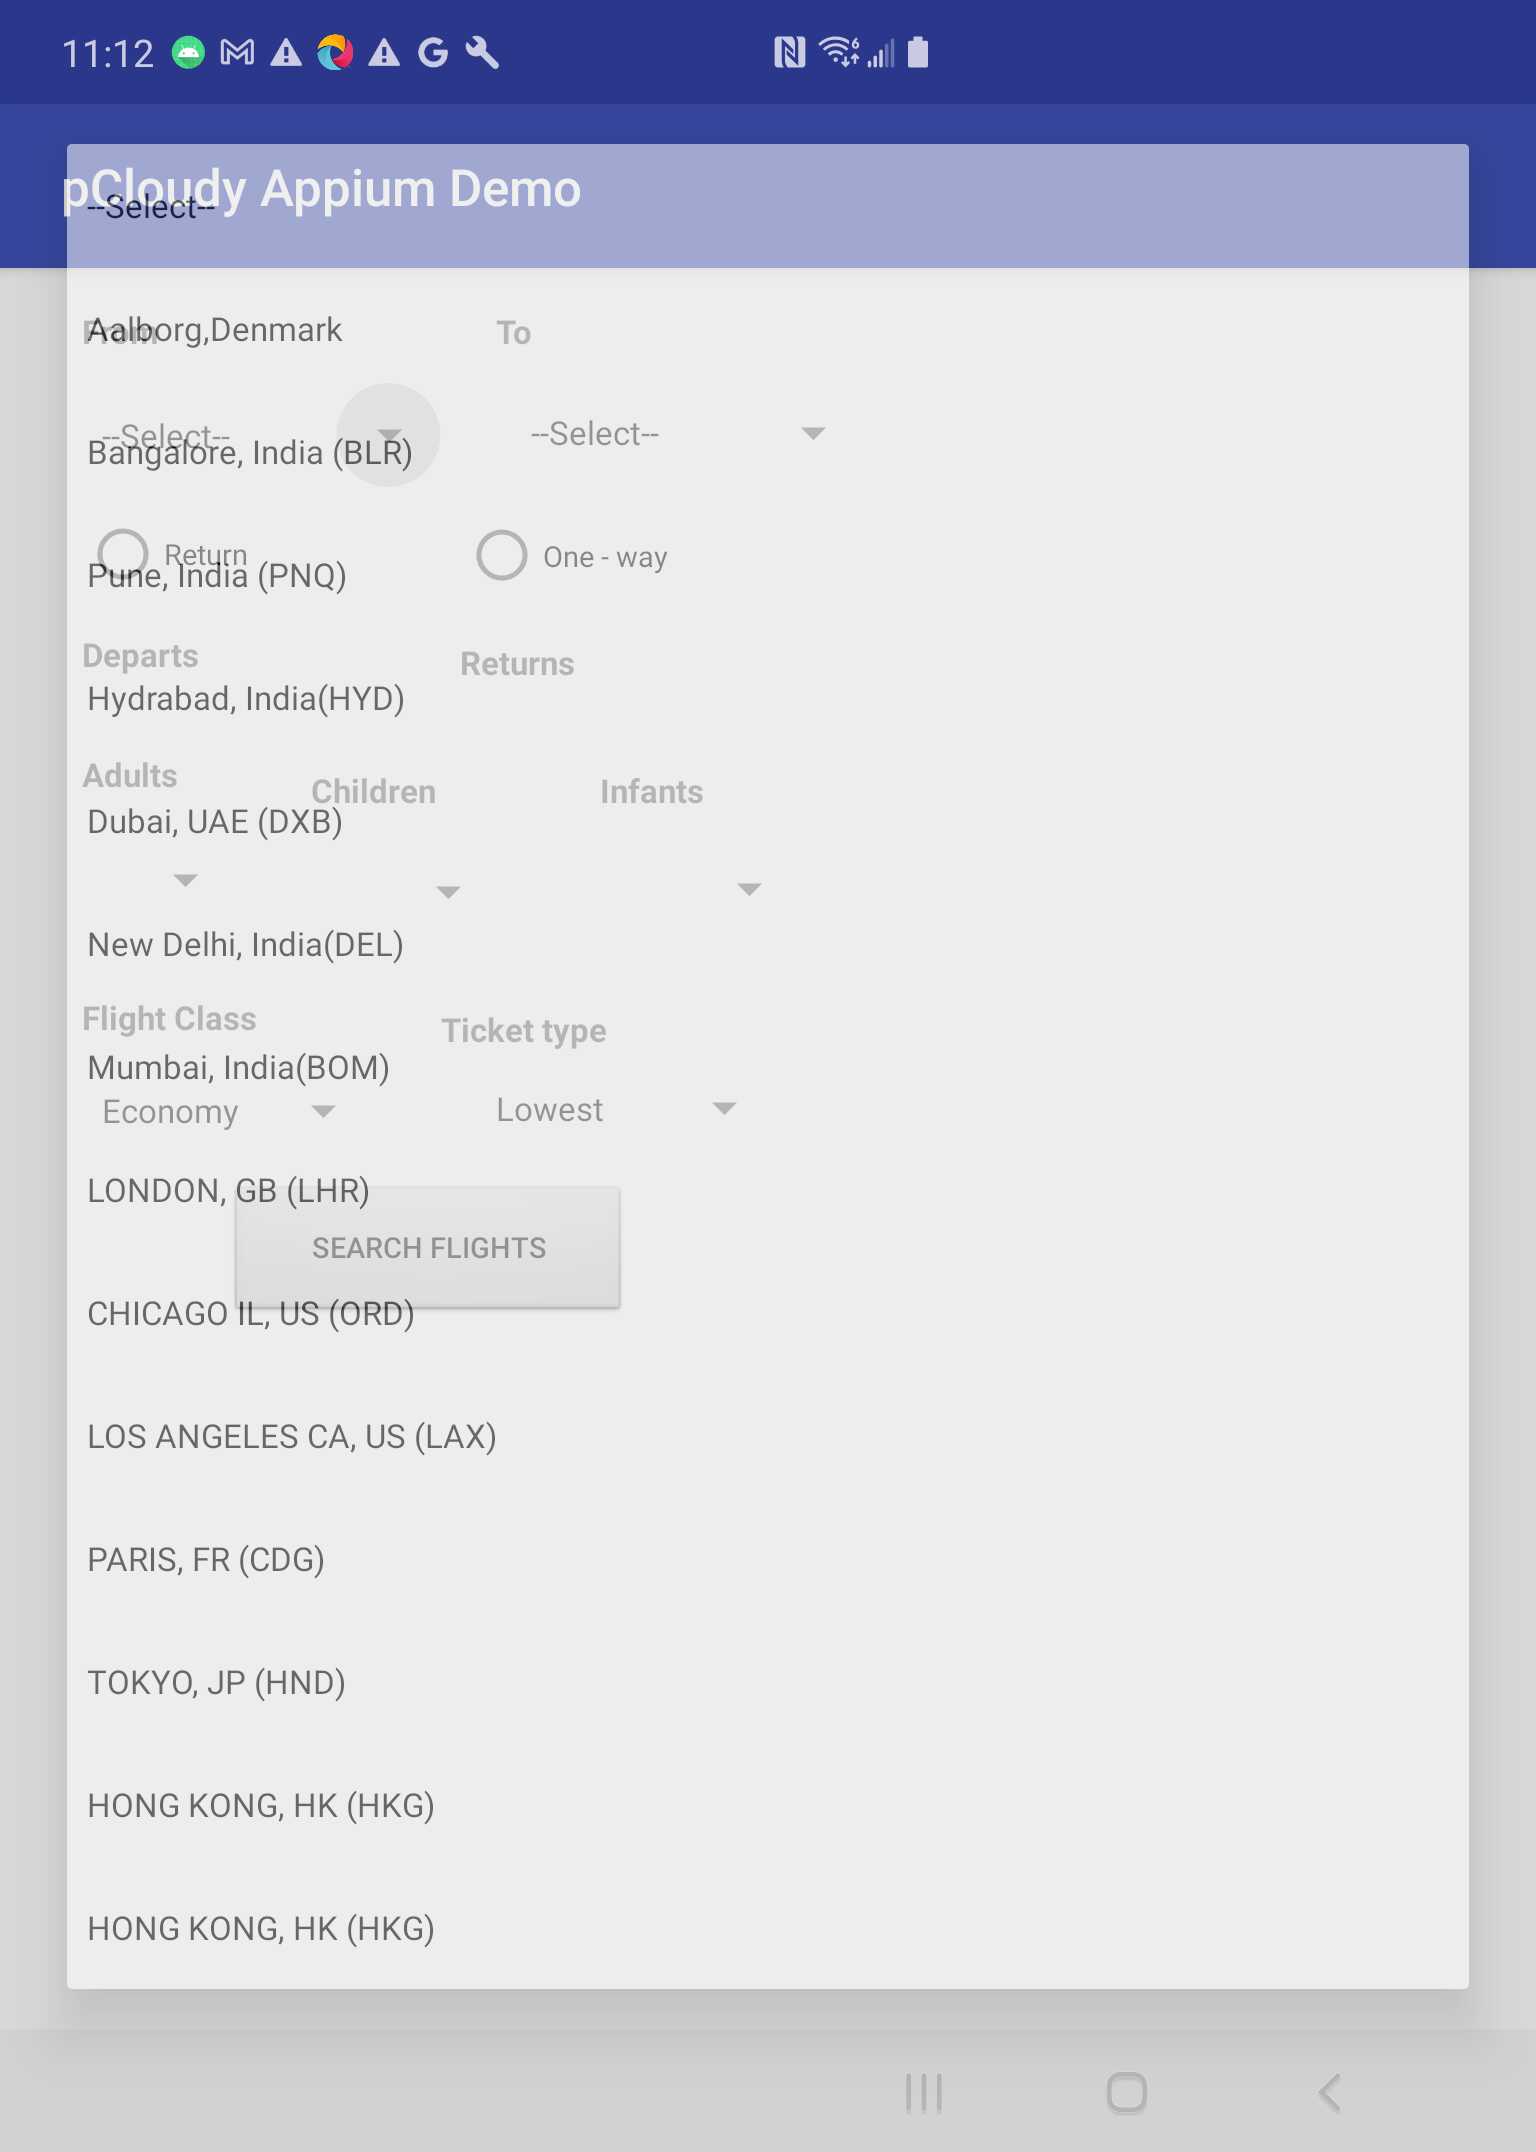 11:12
pCloudy Appium Demo
--Select--
From
To
Aalborg,Denmark
--Select--
--Select--
Bangalore, India (BLR)
Return
One - way
Pune, India (PNQ)
Departs
Returns
Hydrabad, India(HYD)
Adults
Children
Infants
Dubai, UAE (DXB)
New Delhi, India(DEL)
Flight Class
Ticket type
Mumbai, India(BOM)
Economy
Lowest
LONDON, GB (LHR)
SEARCH FLIGHTS
CHICAGO IL, US (ORD)
LOS ANGELES CA, US (LAX)
PARIS, FR (CDG)
TOKYO, JP (HND)
HONG KONG, HK (HKG)
HONG KONG, HK (HKG)